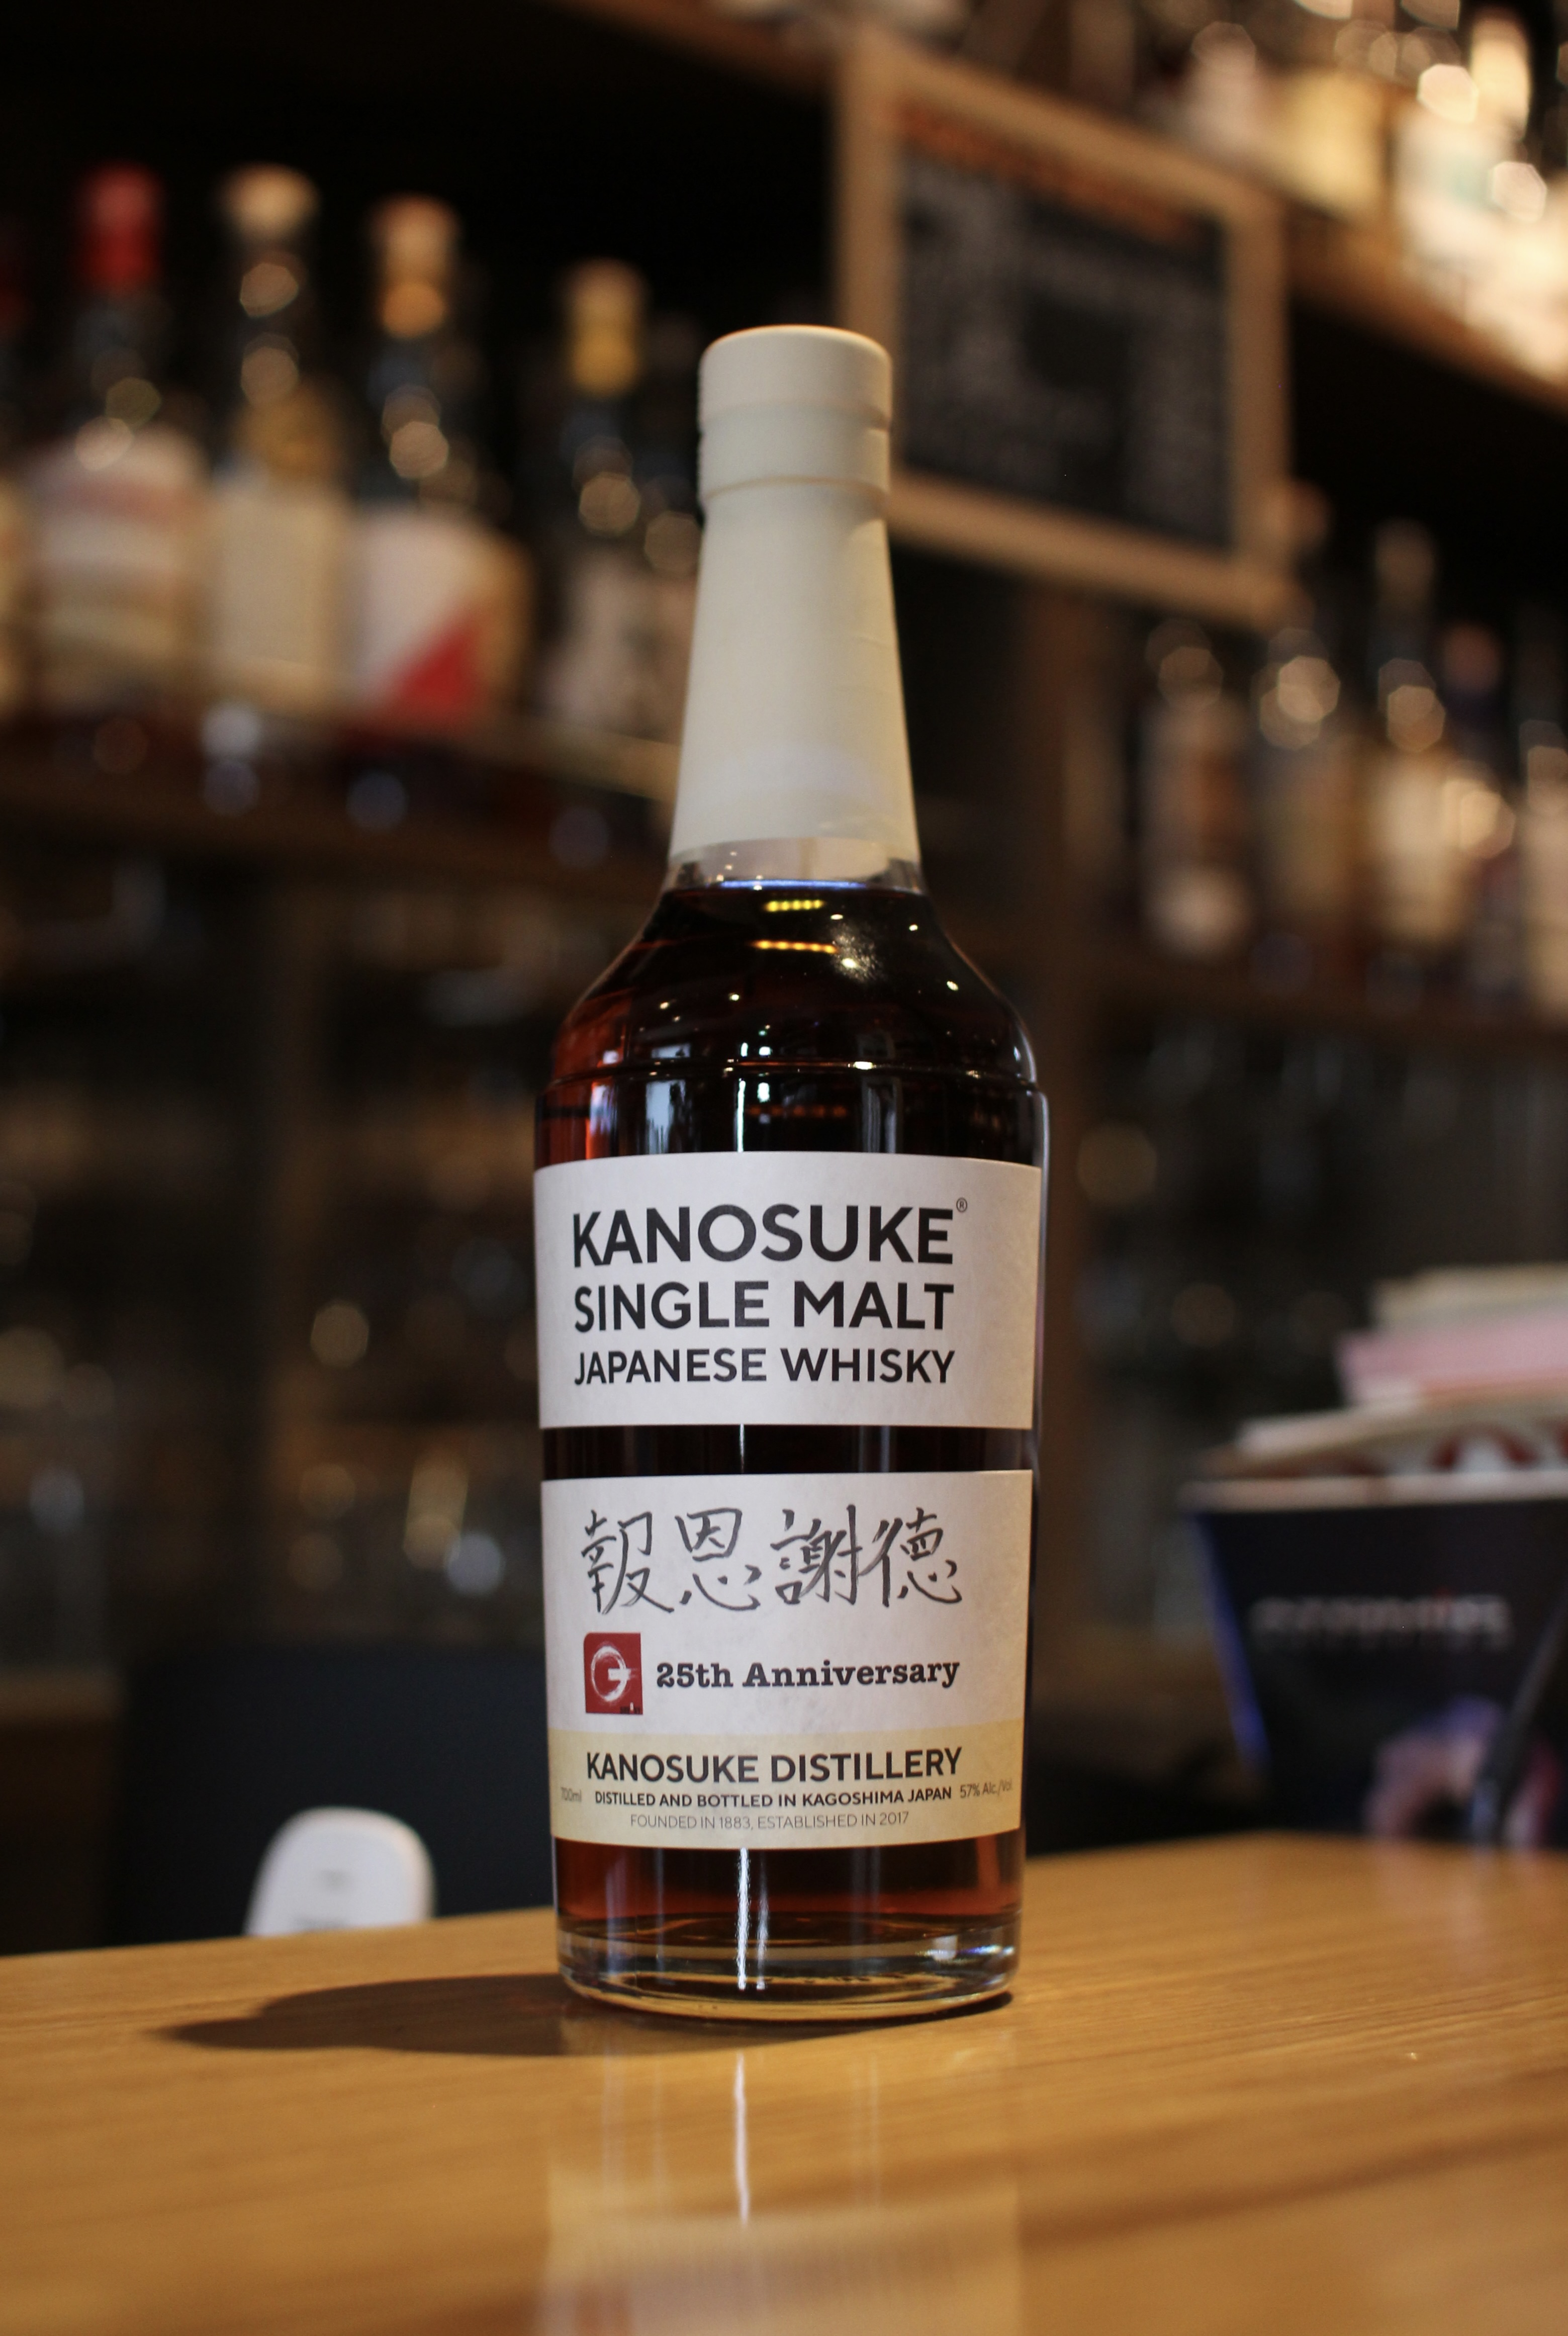 KANOSUKE®
SINGLE MALT
JAPANESE WHISKY
報恩謝徳
25th Anniversary
KANOSUKE DISTILLERY
700ml DISTILLED AND BOTTLED IN KAGOSHIMA JAPAN 57% Alc./Vol.
FOUNDED IN 1883, ESTABLISHED IN 2017